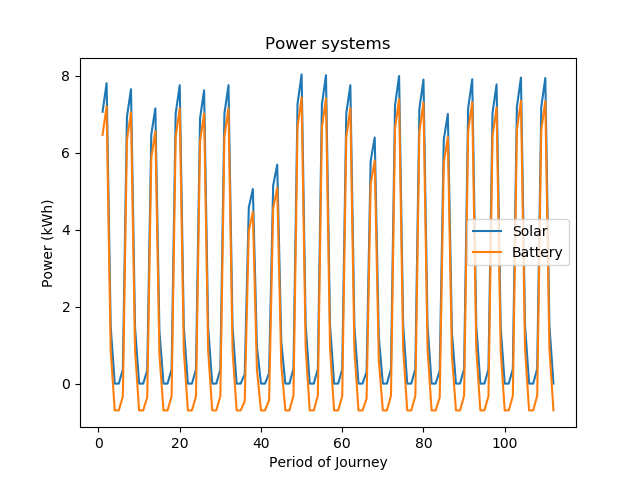 Power systems
Power (kWh)
8
6
4
2
0
Solar
Battery
0 20 40 60 80 100
Period of Journey